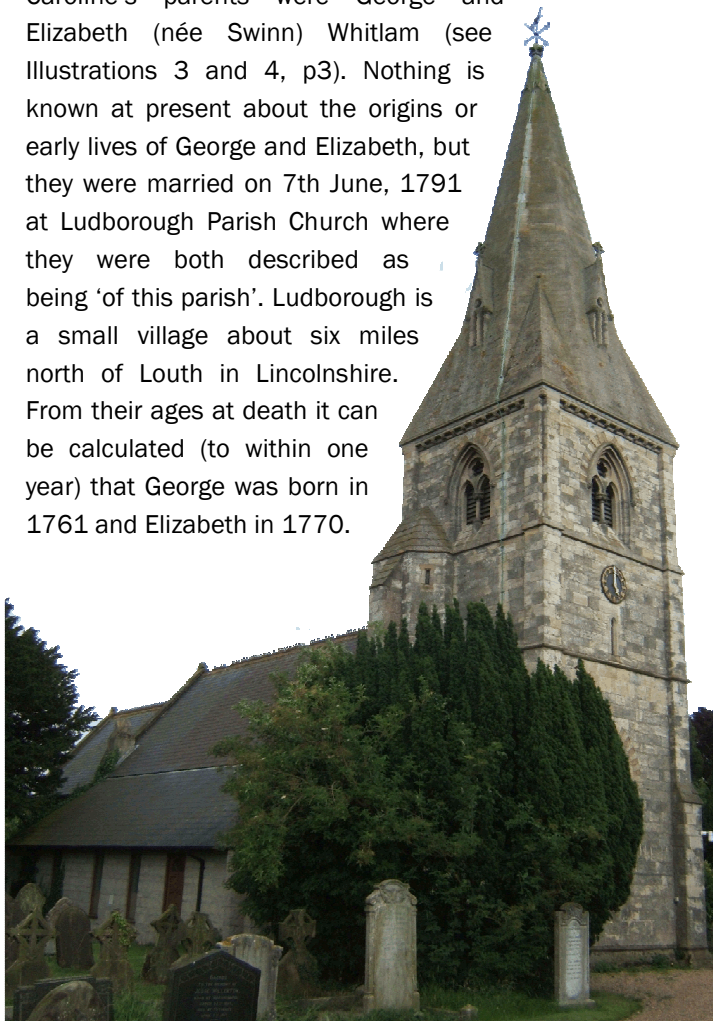 Caroline's parents were George and
Elizabeth (née Swinn) Whitlam (see
Illustrations 3 and 4, p3). Nothing is
known at present about the origins or
early lives of George and Elizabeth, but
they were married on 7th June, 1791
at Ludborough Parish Church where
they were both described as
being ‘of this parish’. Ludborough is
a small village about six miles
north of Louth in Lincolnshire.
From their ages at death it can
be calculated (to within one
year) that George was born in
1761 and Elizabeth in 1770.